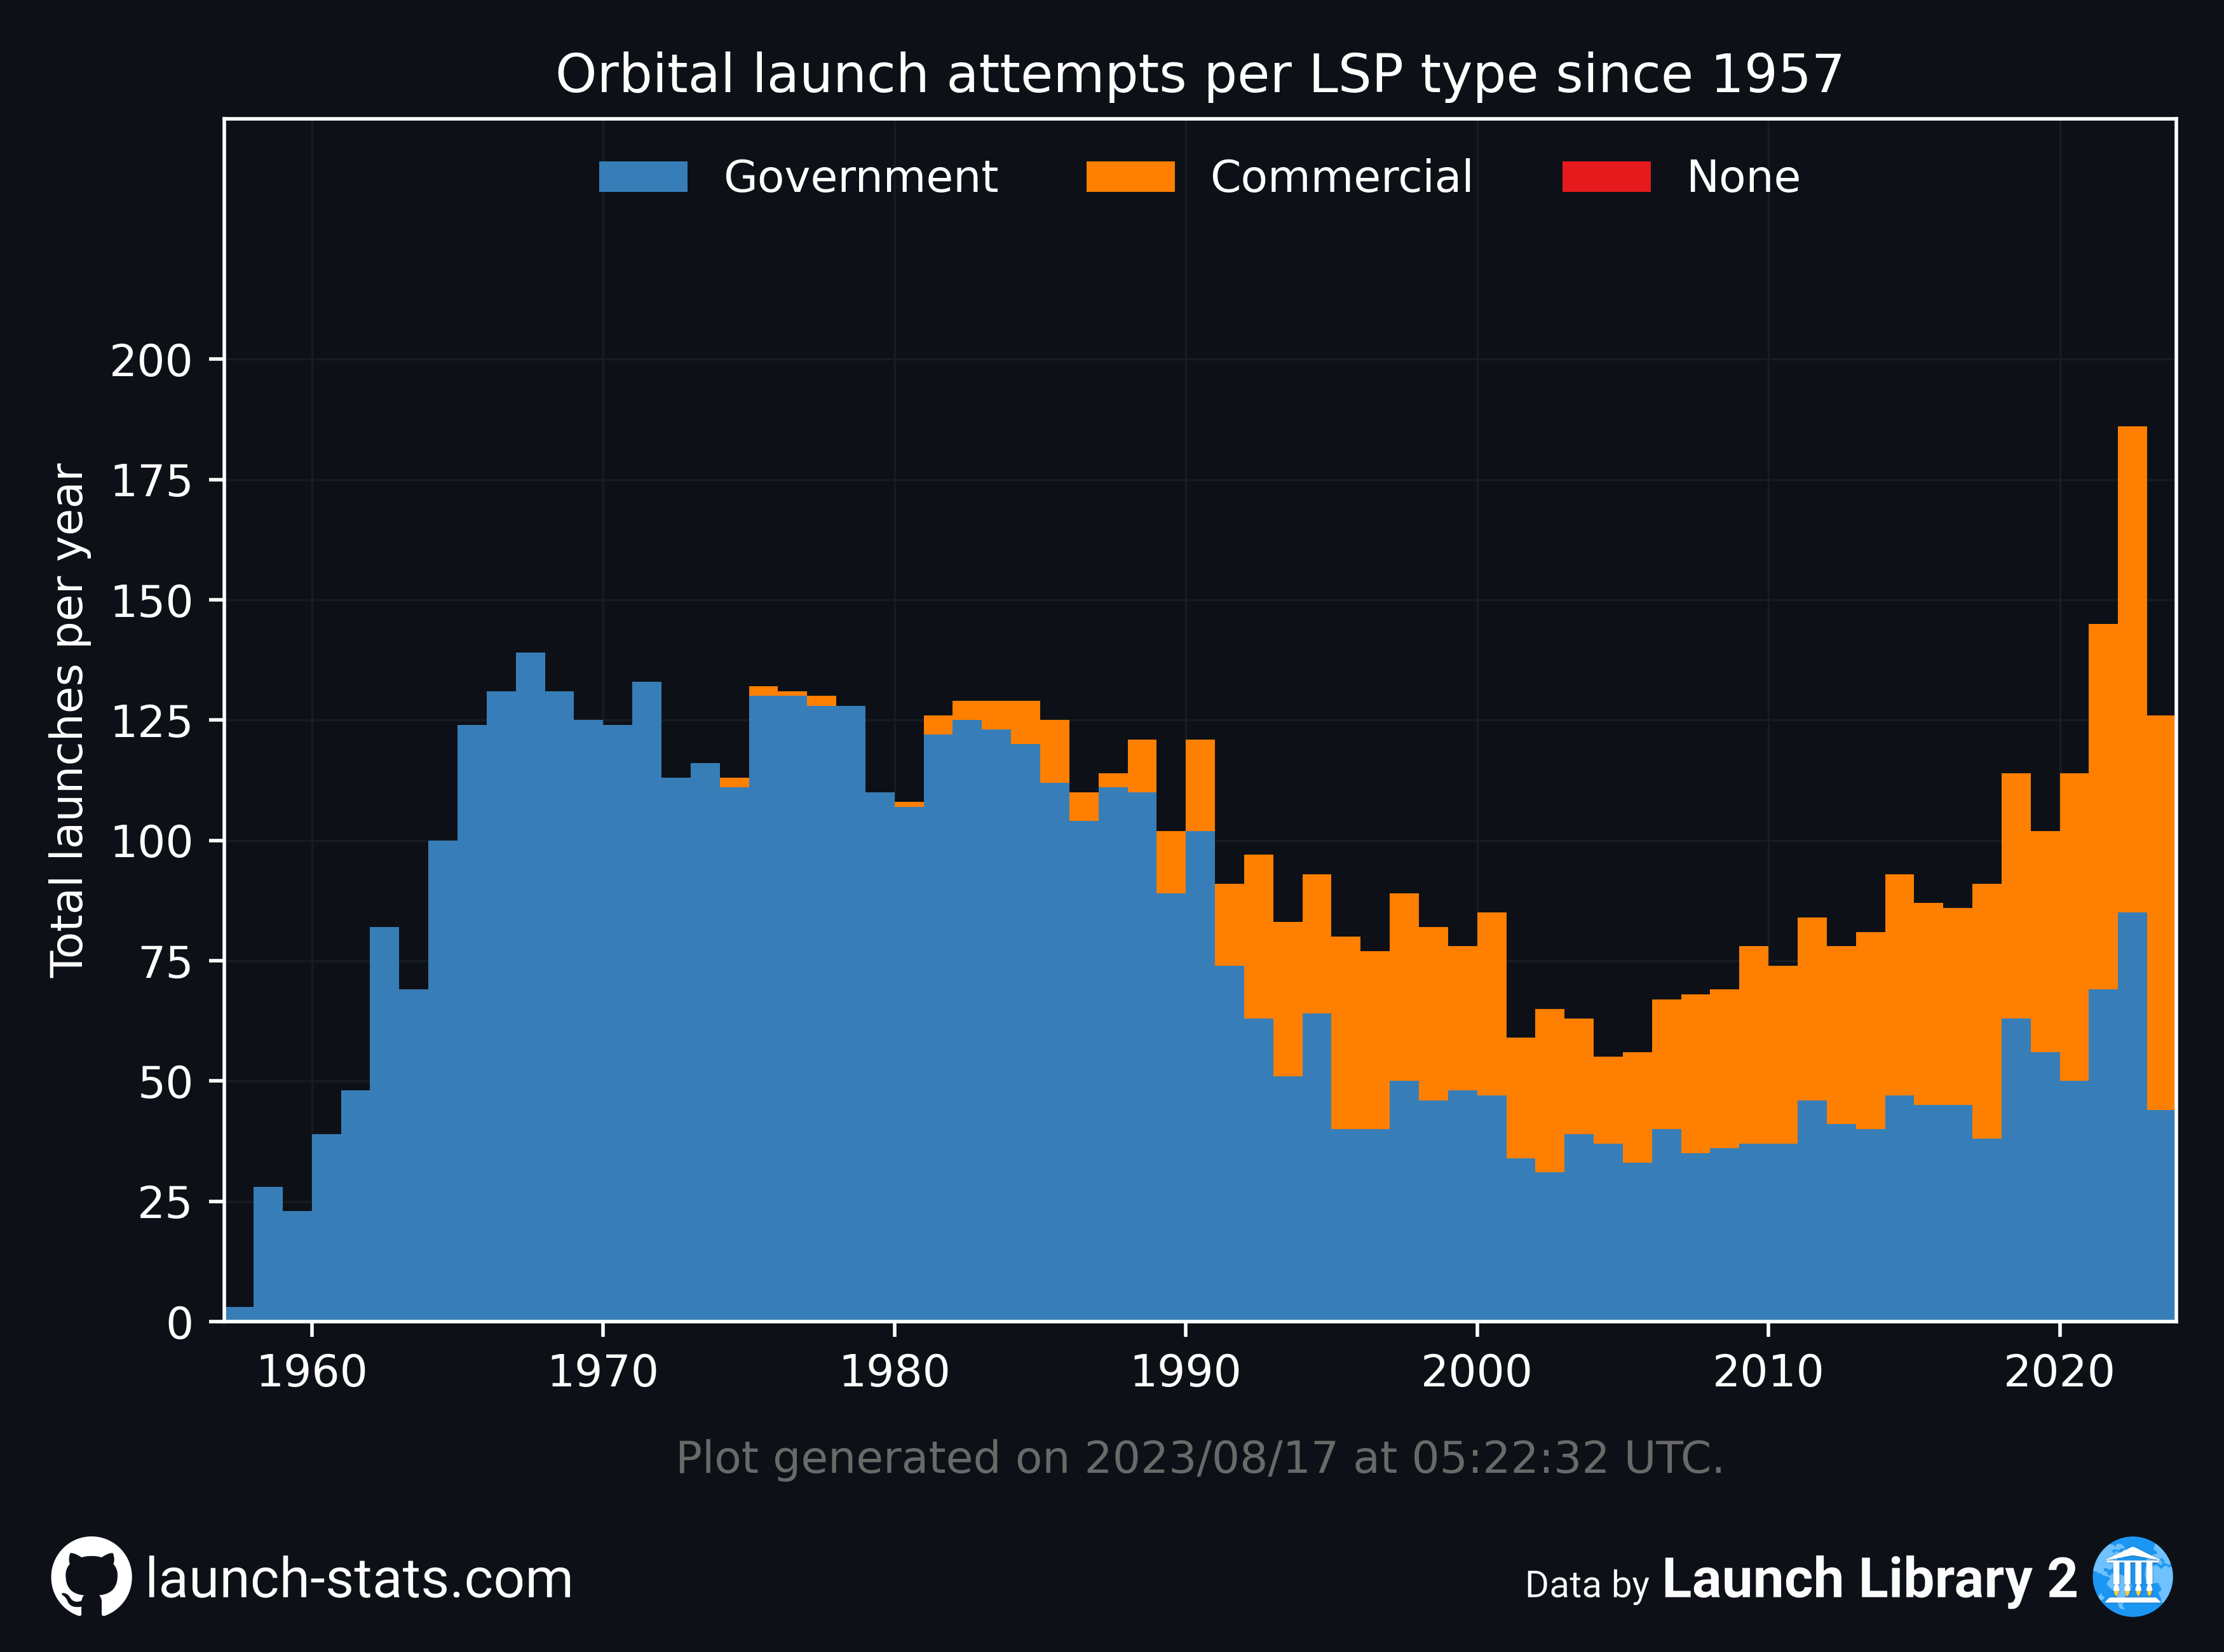 Orbital launch attempts per LSP type since 1957
Government Commercial None
Total launches per year
200
175
150
125
100
75
50
25
0
1960 1970 1980 1990 2000 2010 2020
Plot generated on 2023/08/17 at 05:22:32 UTC.
launch-stats.com
Data by Launch Library 2